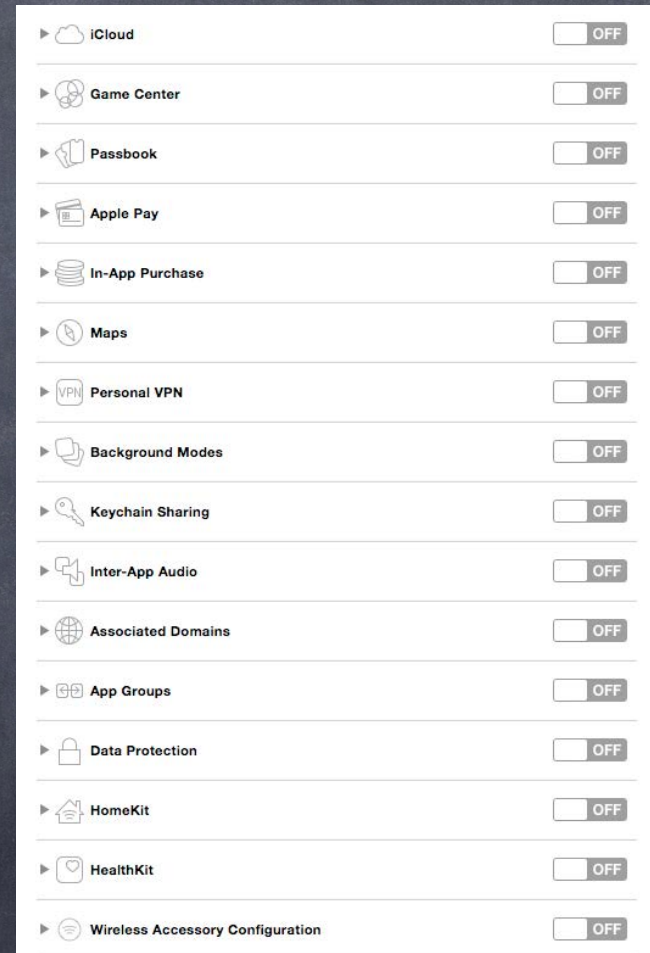 iCloud OFF
Game Center OFF
Passbook OFF
Apple Pay OFF
In-App Purchase OFF
Maps OFF
VPN Personal VPN OFF
Background Modes OFF
Keychain Sharing OFF
Inter-App Audio OFF
Associated Domains OFF
App Groups OFF
Data Protection OFF
HomeKit OFF
HealthKit OFF
Wireless Accessory Configuration OFF